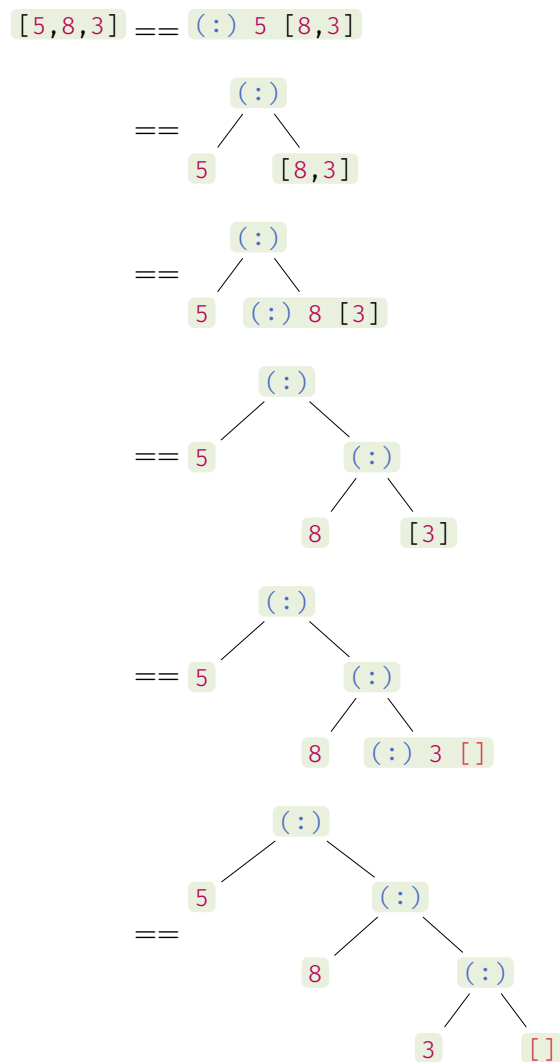 [5,8,3] == (:) 5 [8,3]
(:)
==
5 [8,3]
(:)
==
5 (:) 8 [3]
(:)
== 5 (:)
8 [3]
(:)
== 5 (:)
8 (:) 3 []
(:)
5 (:)
==
8 (:)
3 []